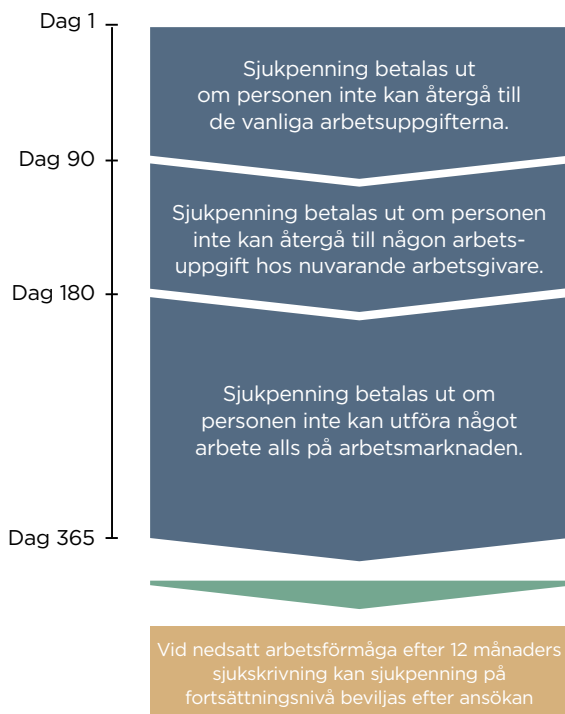 Dag 1
Sjukpenning betalas ut
om personen inte kan återgå till
de vanliga arbetsuppgifterna.
Dag 90
Sjukpenning betalas ut om personen
inte kan återgå till någon arbets-
uppgift hos nuvarande arbetsgivare.
Dag 180
Sjukpenning betalas ut om
personen inte kan utföra något
arbete alls på arbetsmarknaden.
Dag 365
Vid nedsatt arbetsförmåga efter 12 månaders
sjukskrivning kan sjukpenning på
fortsättningsnivå beviljas efter ansökan